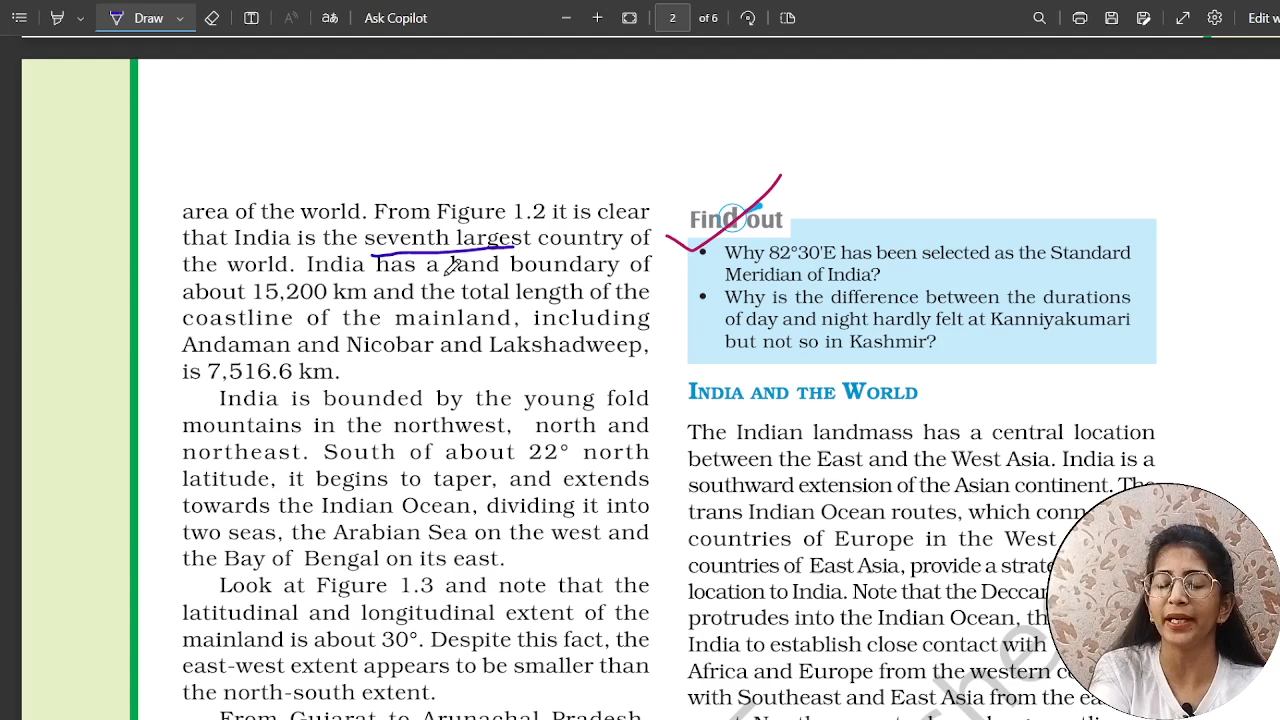 Draw
Ask Copilot
2
of 6
Edit w
area of the world. From Figure 1.2 it is clear
that India is the seventh largest country of
the world. India has a land boundary of
about 15,200 km and the total length of the
coastline of the mainland, including
Andaman and Nicobar and Lakshadweep,
is 7,516.6 km.
India is bounded by the young fold
mountains in the northwest, north and
northeast. South of about 22° north
latitude, it begins to taper, and extends
towards the Indian Ocean, dividing it into
two seas, the Arabian Sea on the west and
the Bay of Bengal on its east.
Look at Figure 1.3 and note that the
latitudinal and longitudinal extent of the
mainland is about 30°. Despite this fact, the
east-west extent appears to be smaller than
the north-south extent.
From Gujarat to Arunachal Pradesh,
Find out
• Why 82°30'E has been selected as the Standard
Meridian of India?
• Why is the difference between the durations
of day and night hardly felt at Kanniyakumari
but not so in Kashmir?
INDIA AND THE WORLD
The Indian landmass has a central location
between the East and the West Asia. India is a
southward extension of the Asian continent. The
trans Indian Ocean routes, which
countries of Europe in the West
countries of East Asia, provide a
location to India. Note that the Deccan
protrudes into the Indian Ocean,
India to establish close contact with
Africa and Europe from the western
with Southeast and East Asia from the